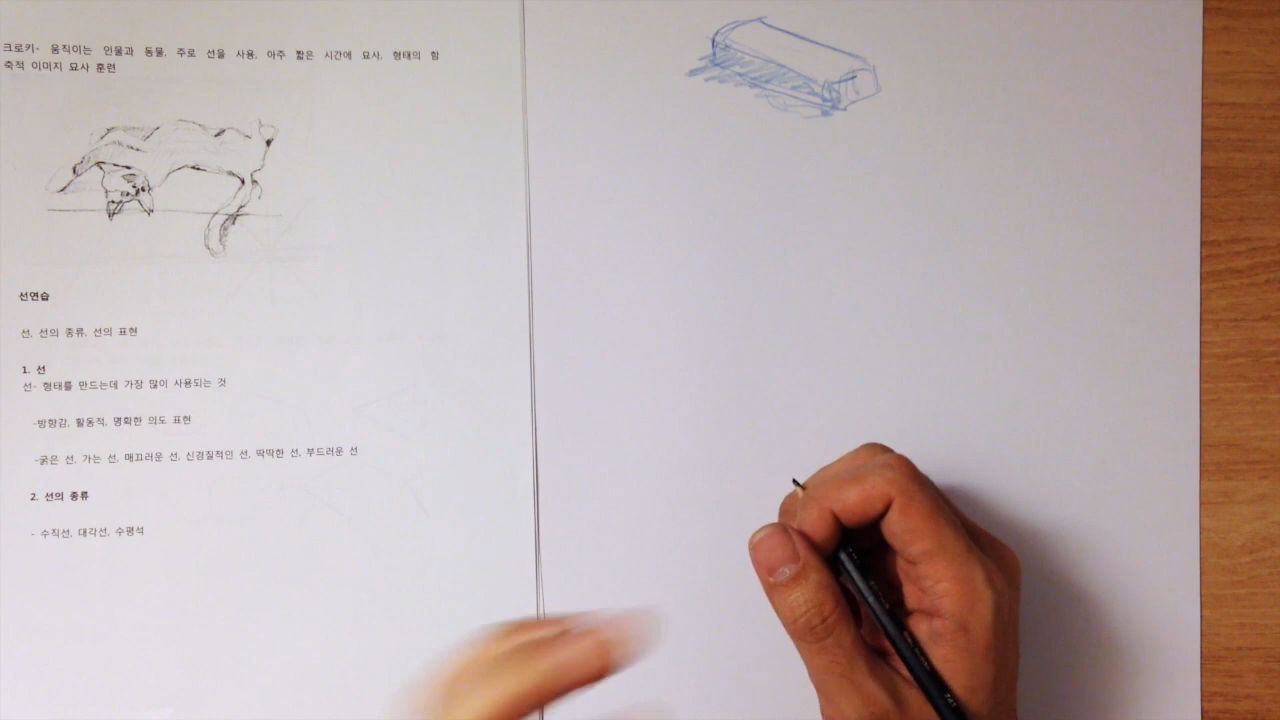 크로키- 움직이는 인물과 동물, 주로 선을 사용, 아주 짧은 시간에 묘사, 형태의 함
축적 이미지 묘사 훈련
선연습
선, 선의 종류, 선의 표현
1. 선
선- 형태를 만드는데 가장 많이 사용되는 것
-방향감, 활동적, 명확한 의도 표현
-굵은 선, 가는 선, 매끄러운 선, 신경질적인 선, 딱딱한 선, 부드러운 선
2. 선의 종류
- 수직선, 대각선, 수평석